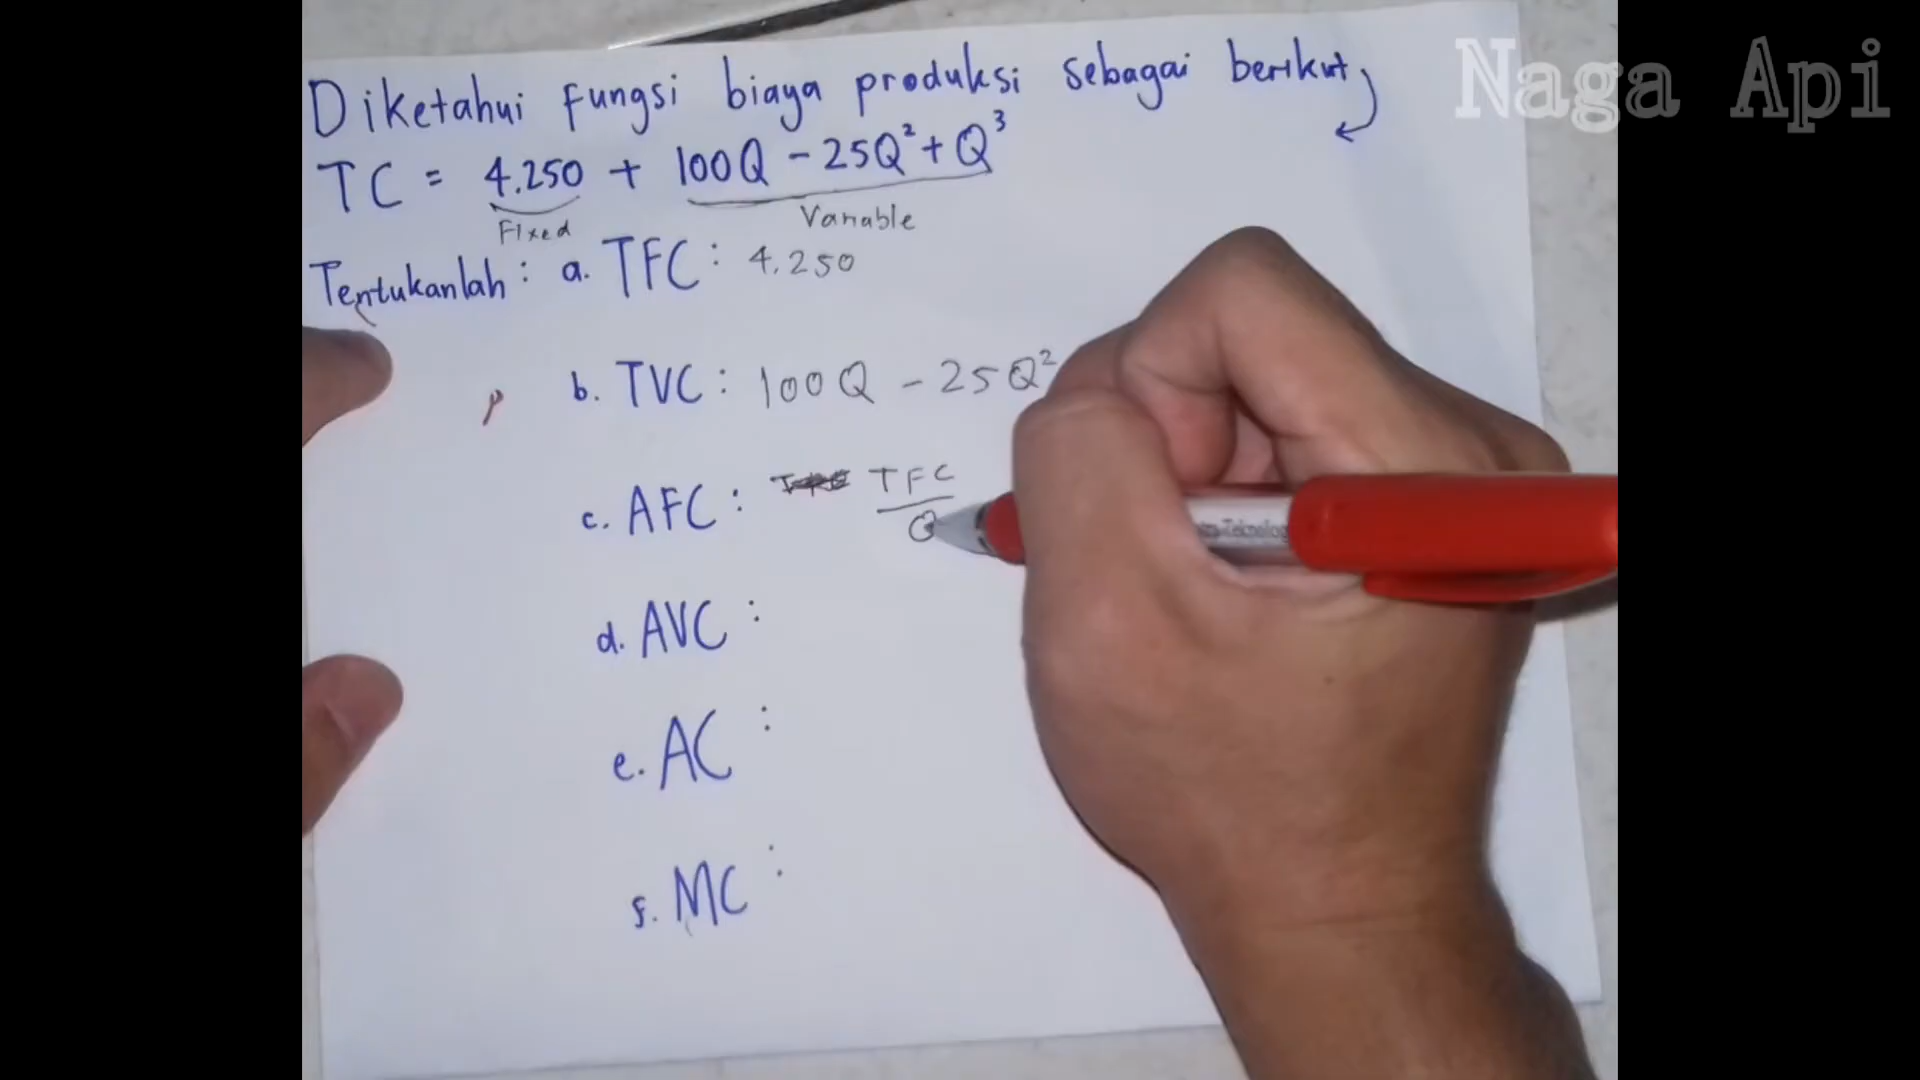 Naga Api
Diketahui fungsi biaya produksi sebagai berikut
TC = 4.250 + 100Q - 25Q² + Q³
Fixed Variable
Tentukanlah : a. TFC : 4.250
b. TVC : 100Q - 25Q²
c. AFC : TFC
Q
d. AVC :
e. AC :
f. MC :